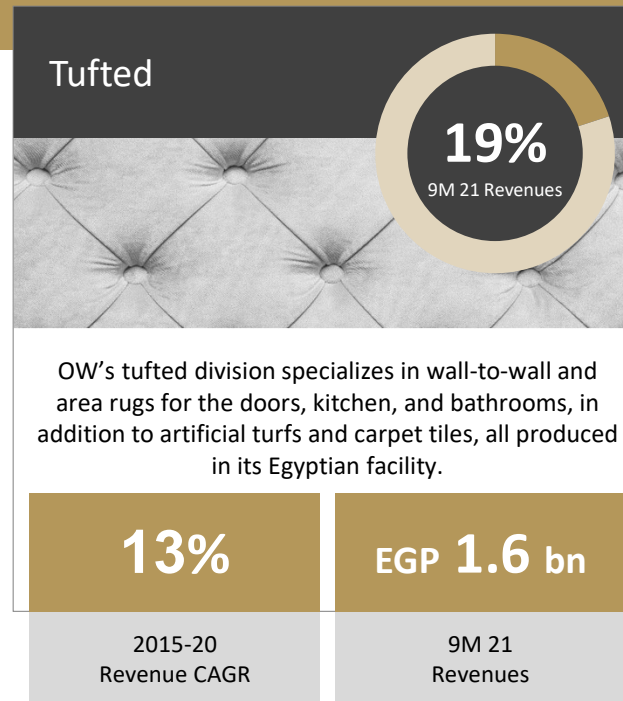 Tufted
19%
9M 21 Revenues
OW's tufted division specializes in wall-to-wall and
area rugs for the doors, kitchen, and bathrooms, in
addition to artificial turfs and carpet tiles, all produced
in its Egyptian facility.
13%
EGP 1.6 bn
2015-20
Revenue CAGR
9M 21
Revenues